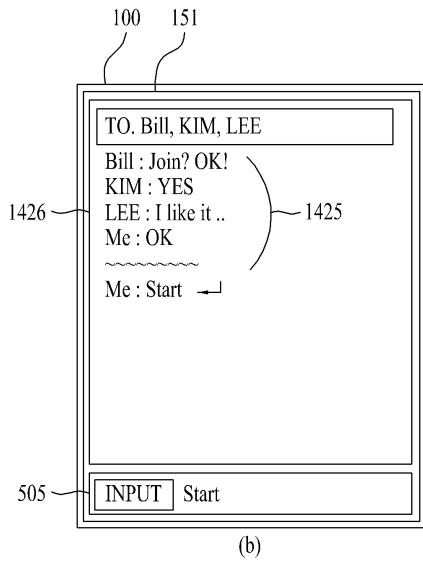 100
151
TO. Bill, KIM, LEE
Bill : Join? OK!
KIM : YES
1426
LEE : I like it ..
1425
Me : OK
~~~~~~~~~
Me : Start ↵
505
INPUT Start
(b)